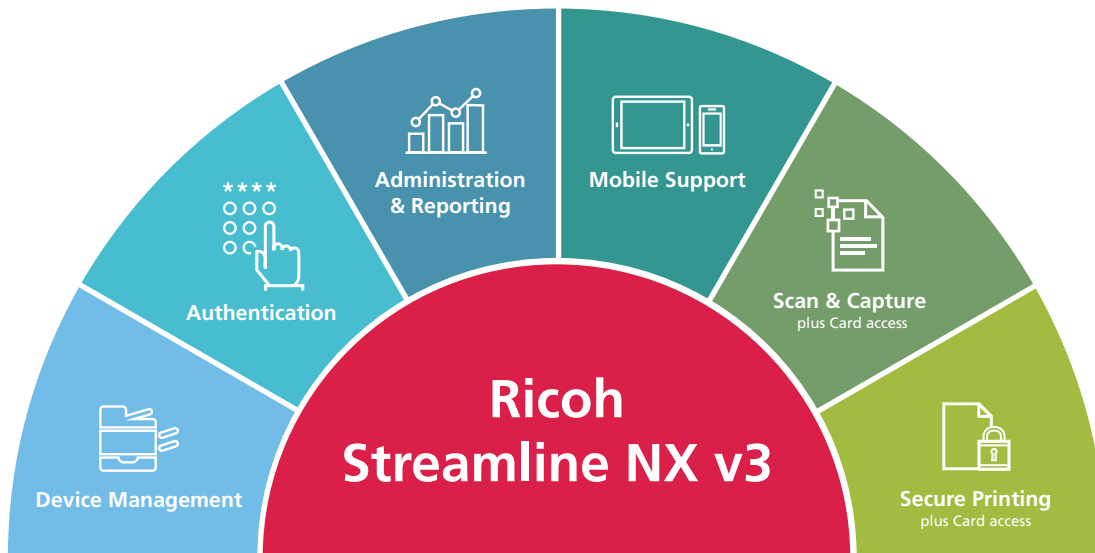 Device Management
****
Authentication
Administration
& Reporting
Mobile Support
Scan & Capture
plus Card access
Secure Printing
plus Card access
Ricoh
Streamline NX v3